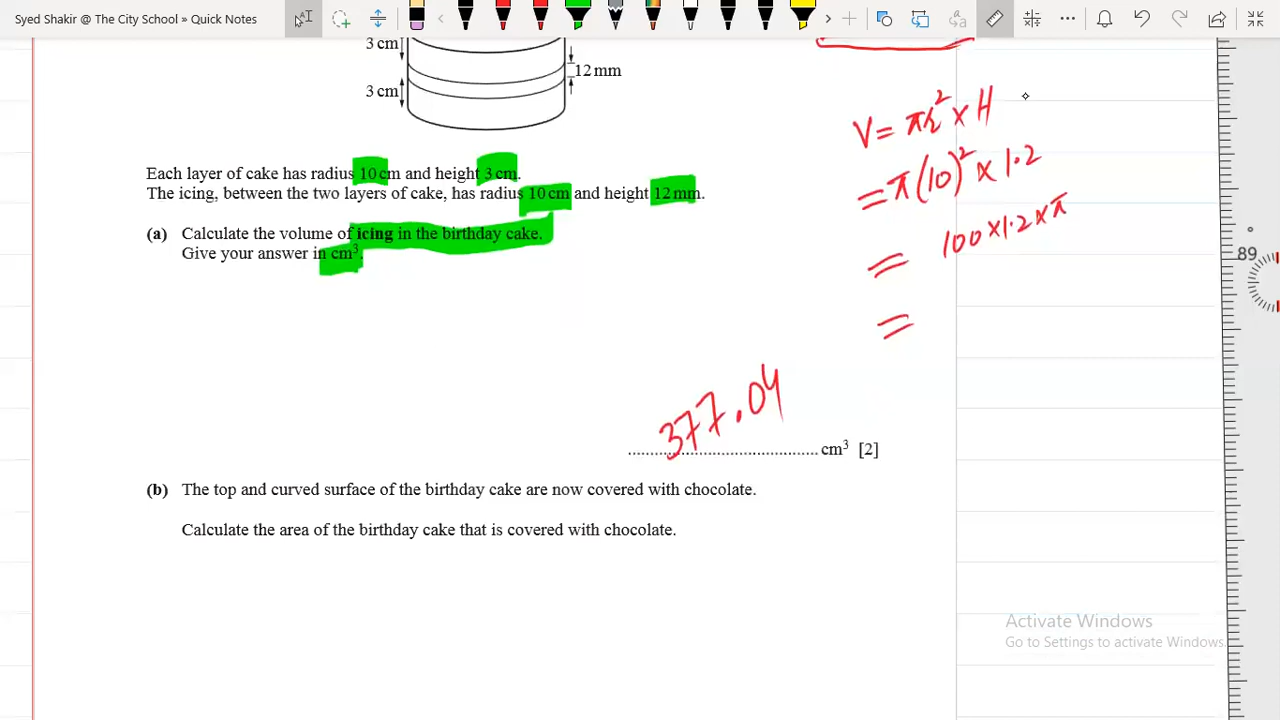 Syed Shakir @ The City School » Quick Notes
3 cm
12 mm
3 cm
V = πr² × H
= π(10)² × 1.2
= 100 × 1.2 × π
=
Each layer of cake has radius 10 cm and height 3 cm.
The icing, between the two layers of cake, has radius 10 cm and height 12 mm.
(a) Calculate the volume of icing in the birthday cake.
Give your answer in cm³.
89
377.04
.......................................... cm³ [2]
(b) The top and curved surface of the birthday cake are now covered with chocolate.
Calculate the area of the birthday cake that is covered with chocolate.
Activate Windows
Go to Settings to activate Windows